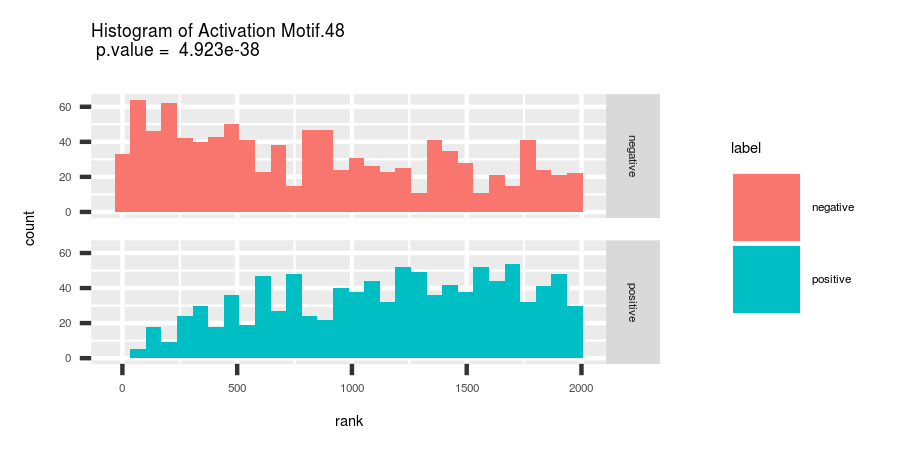 Histogram of Activation Motif.48
p.value = 4.923e-38
count
60
40
20
0
negative
60
40
20
0
positive
0 500 1000 1500 2000
rank
label
negative
positive